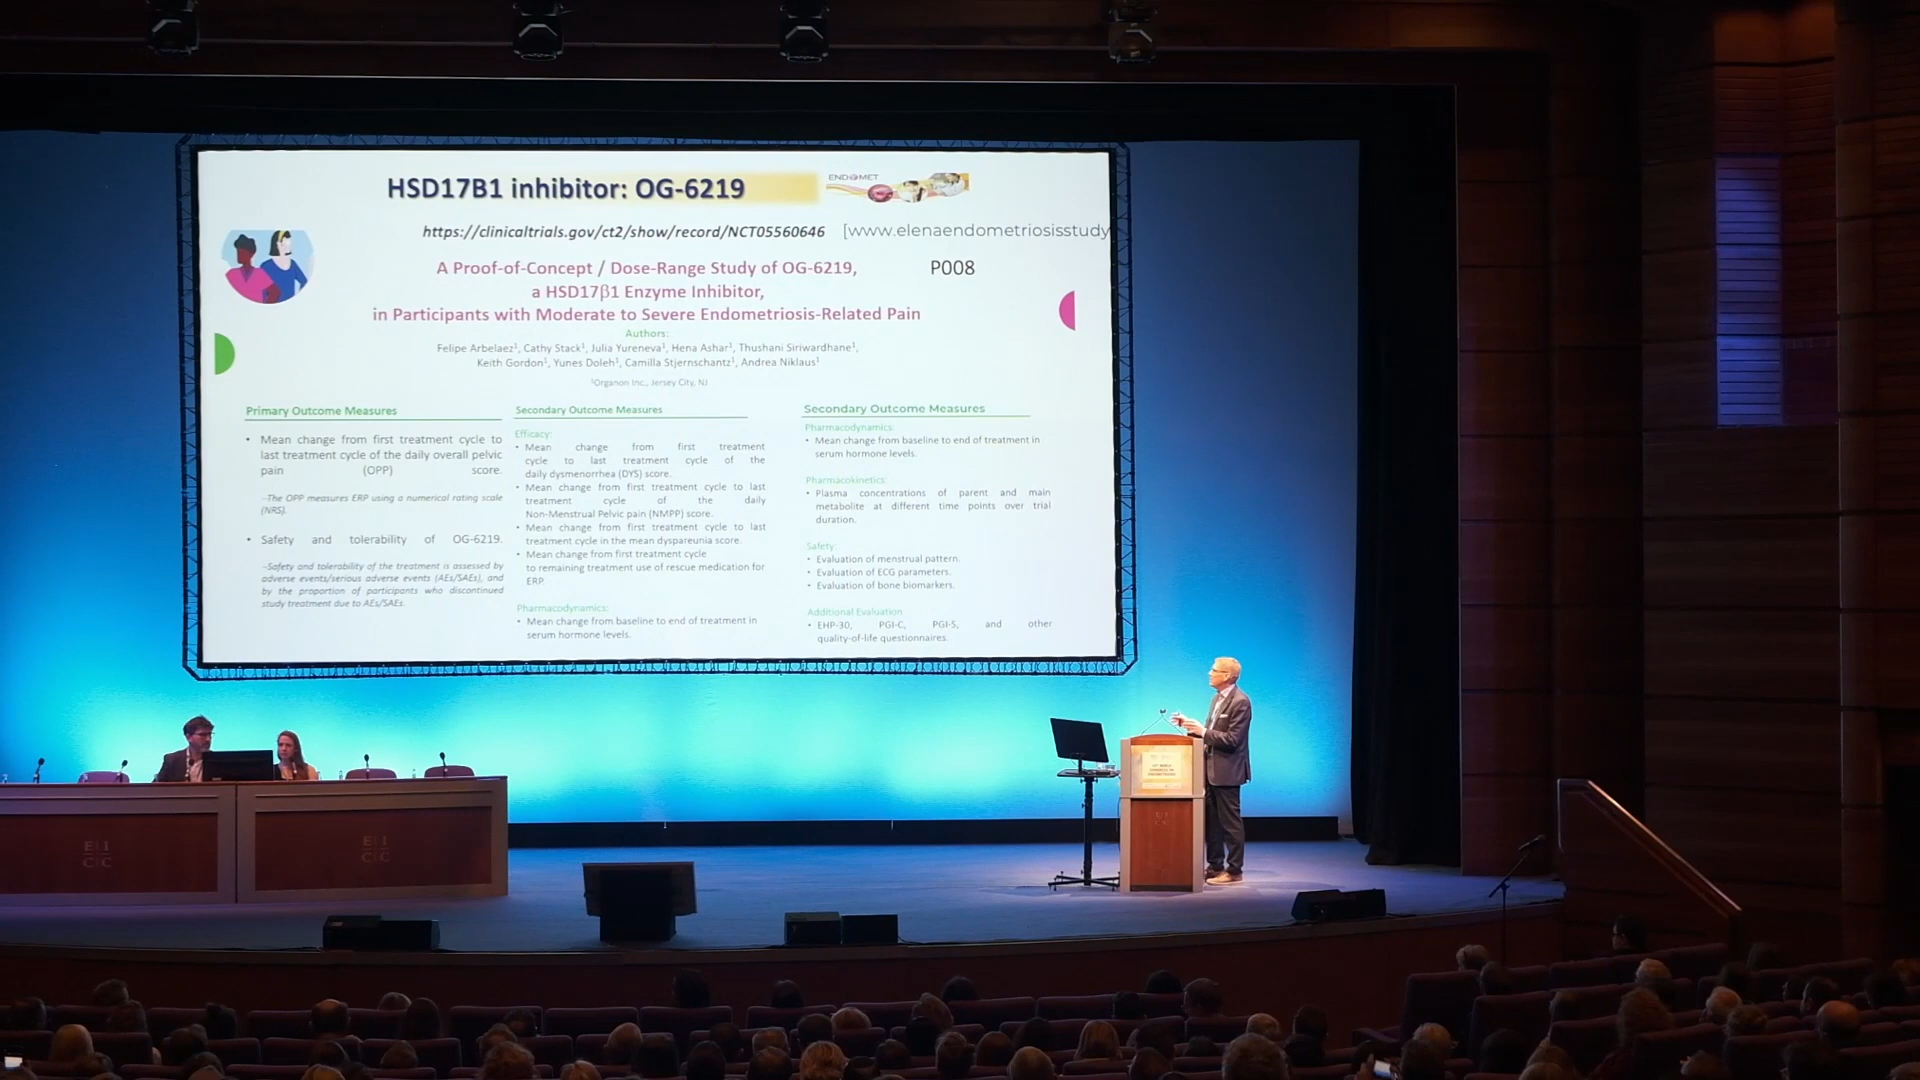 HSD17B1 inhibitor: OG-6219
ENDOMET
https://clinicaltrials.gov/ct2/show/record/NCT05560646 [www.elenaendometriosisstudy
A Proof-of-Concept / Dose-Range Study of OG-6219,
P008
a HSD17β1 Enzyme Inhibitor,
in Participants with Moderate to Severe Endometriosis-Related Pain
Authors:
Felipe Arbelaez¹, Cathy Stack¹, Julia Yureneva¹, Hena Ashar¹, Thushani Siriwardhane¹,
Keith Gordon¹, Yunes Doleh¹, Camilla Stjernschantz¹, Andrea Niklaus¹
¹Organon Inc., Jersey City, NJ
Primary Outcome Measures
• Mean change from first treatment cycle to
last treatment cycle of the daily overall pelvic
pain (OPP) score.
–The OPP measures ERP using a numerical rating scale
(NRS).
• Safety and tolerability of OG-6219.
–Safety and tolerability of the treatment is assessed by
adverse events/serious adverse events (AEs/SAEs), and
by the proportion of participants who discontinued
study treatment due to AEs/SAEs.
Secondary Outcome Measures
Efficacy:
• Mean change from first treatment
cycle to last treatment cycle of the
daily dysmenorrhea (DYS) score.
• Mean change from first treatment cycle to last
treatment cycle of the daily
Non-Menstrual Pelvic pain (NMPP) score.
• Mean change from first treatment cycle to last
treatment cycle in the mean dyspareunia score.
• Mean change from first treatment cycle
to remaining treatment use of rescue medication for
ERP.
Pharmacodynamics:
• Mean change from baseline to end of treatment in
serum hormone levels.
Secondary Outcome Measures
Pharmacodynamics:
• Mean change from baseline to end of treatment in
serum hormone levels.
Pharmacokinetics:
• Plasma concentrations of parent and main
metabolite at different time points over trial
duration.
Safety:
• Evaluation of menstrual pattern.
• Evaluation of ECG parameters.
• Evaluation of bone biomarkers.
Additional Evaluation
• EHP-30, PGI-C, PGI-S, and other
quality-of-life questionnaires.
WORLD
CONGRESS ON
ENDOMETRIOSIS
EI
CC
EI
CC
EI
CC